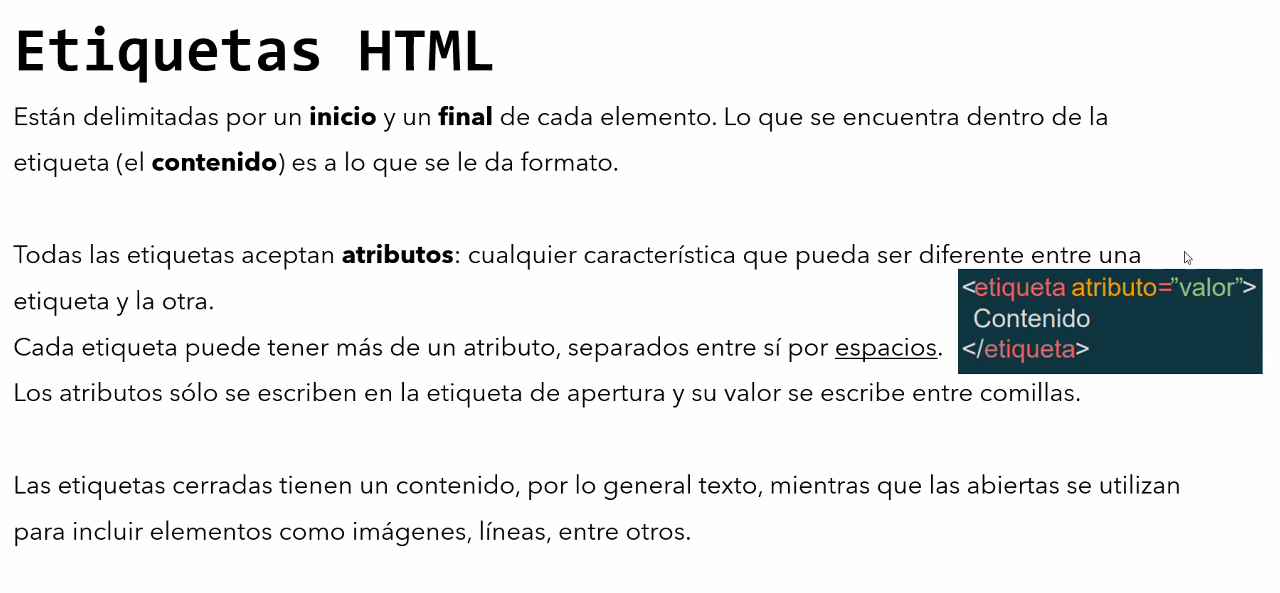 Etiquetas HTML
Están delimitadas por un inicio y un final de cada elemento. Lo que se encuentra dentro de la
etiqueta (el contenido) es a lo que se le da formato.
Todas las etiquetas aceptan atributos: cualquier característica que pueda ser diferente entre una
etiqueta y la otra.
Cada etiqueta puede tener más de un atributo, separados entre sí por espacios.
Los atributos sólo se escriben en la etiqueta de apertura y su valor se escribe entre comillas.
<etiqueta atributo=”valor”>
Contenido
</etiqueta>
Las etiquetas cerradas tienen un contenido, por lo general texto, mientras que las abiertas se utilizan
para incluir elementos como imágenes, líneas, entre otros.